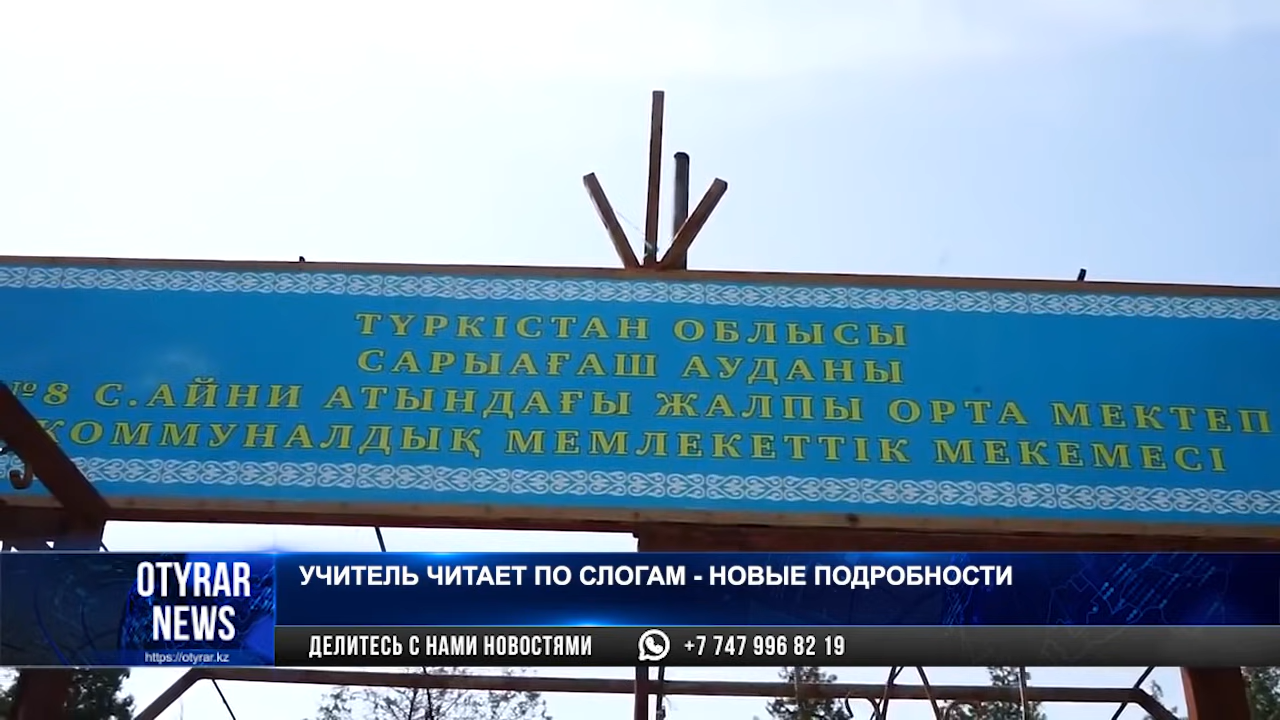 ТҮРКІСТАН ОБЛЫСЫ
САРЫАҒАШ АУДАНЫ
№8 С.АЙНИ АТЫНДАҒЫ ЖАЛПЫ ОРТА МЕКТЕП
КОММУНАЛДЫҚ МЕМЛЕКЕТТІК МЕКЕМЕСІ
OTYRAR
NEWS
https://otyrar.kz
УЧИТЕЛЬ ЧИТАЕТ ПО СЛОГАМ - НОВЫЕ ПОДРОБНОСТИ
ДЕЛИТЕСЬ С НАМИ НОВОСТЯМИ +7 747 996 82 19